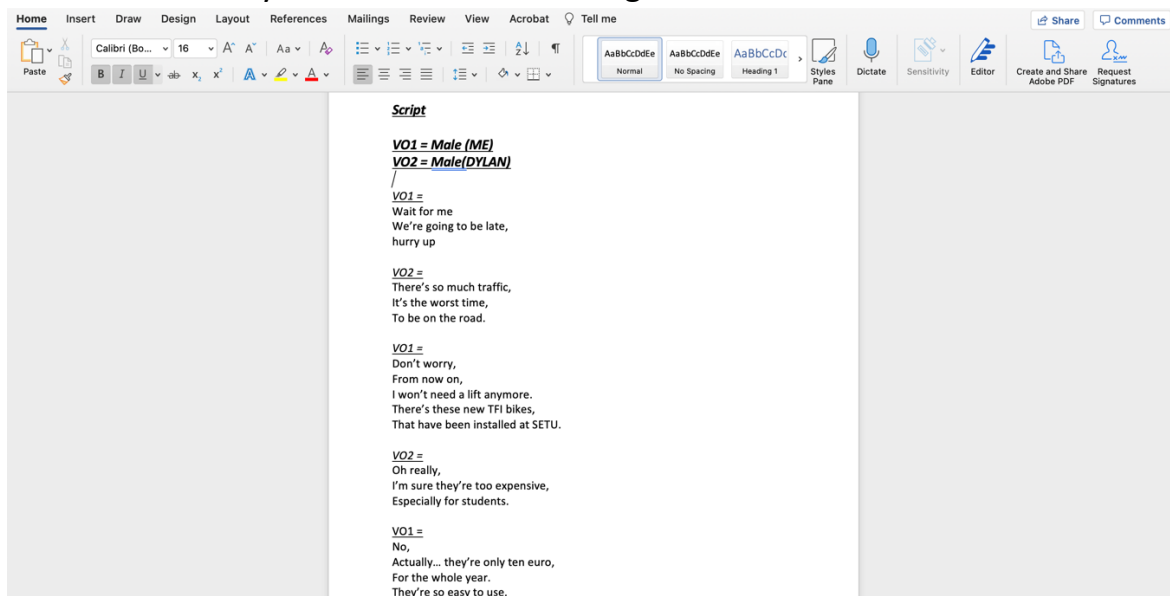 Home Insert Draw Design Layout References Mailings Review View Acrobat Tell me Share Comments
Paste
Calibri (Bo... 16 A^ A˅ Aa A
B I U ab x₂ x² A A
AaBbCcDdEe AaBbCcDdEe AaBbCcDc
Normal No Spacing Heading 1
Styles Pane
Dictate
Sensitivity
Editor
Create and Share Adobe PDF
Request Signatures
Script
VO1 = Male (ME)
VO2 = Male(DYLAN)
VO1 =
Wait for me
We're going to be late,
hurry up
VO2 =
There's so much traffic,
It's the worst time,
To be on the road.
VO1 =
Don't worry,
From now on,
I won't need a lift anymore.
There's these new TFI bikes,
That have been installed at SETU.
VO2 =
Oh really,
I'm sure they're too expensive,
Especially for students.
VO1 =
No,
Actually... they're only ten euro,
For the whole year.
They're so easy to use.